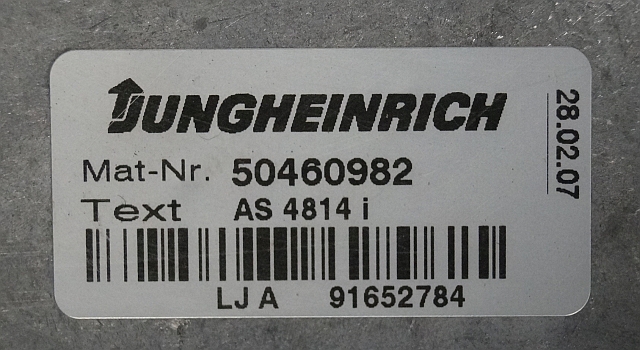 JUNGHEINRICH
Mat-Nr. 50460982
Text AS 4814 i
LJ A 91652784
28.02.07